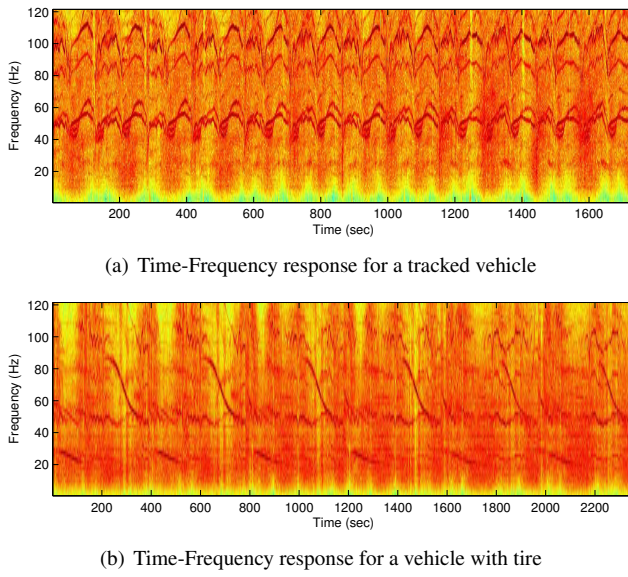 120
100
80
60
40
20
Frequency (Hz)
200 400 600 800 1000 1200 1400 1600
Time (sec)
(a) Time-Frequency response for a tracked vehicle
120
100
80
60
40
20
Frequency (Hz)
200 400 600 800 1000 1200 1400 1600 1800 2000 2200
Time (sec)
(b) Time-Frequency response for a vehicle with tire